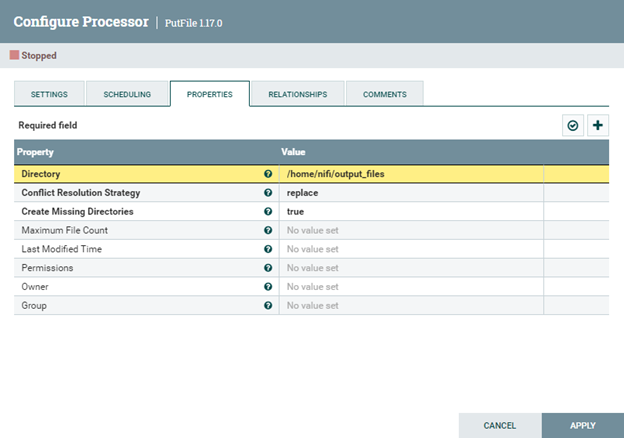 Configure Processor | PutFile 1.17.0
Stopped
SETTINGS SCHEDULING PROPERTIES RELATIONSHIPS COMMENTS
Required field
Property Value
Directory /home/nifi/output_files
Conflict Resolution Strategy replace
Create Missing Directories true
Maximum File Count No value set
Last Modified Time No value set
Permissions No value set
Owner No value set
Group No value set
CANCEL APPLY